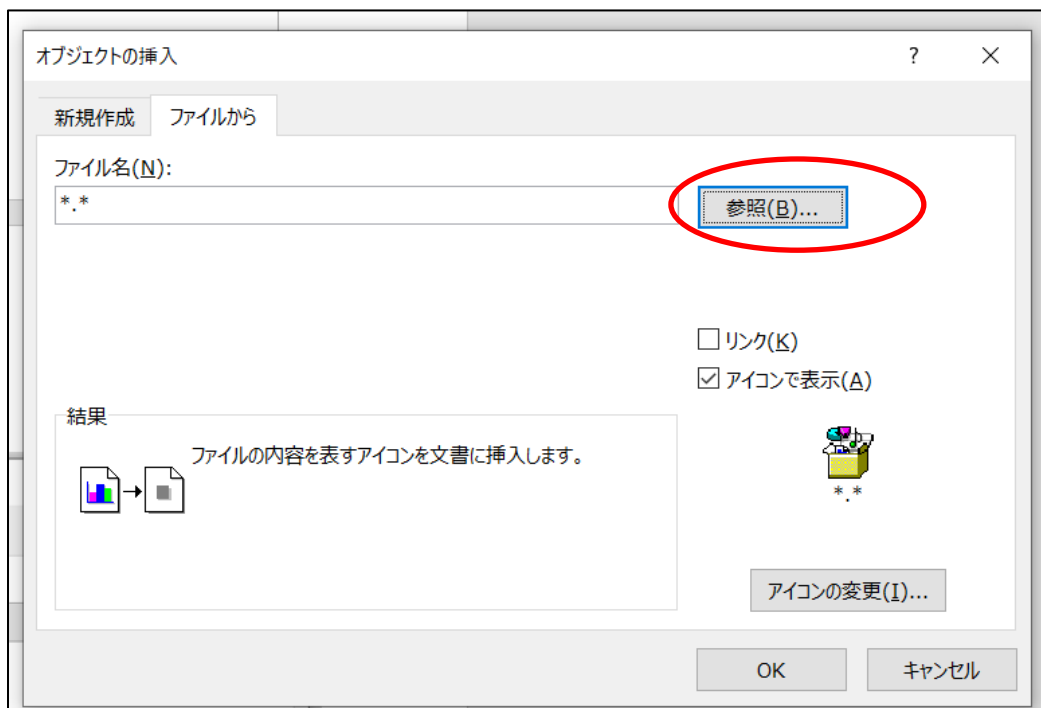 オブジェクトの挿入
?
新規作成
ファイルから
ファイル名(N):
*.*
参照(B)...
リンク(K)
アイコンで表示(A)
結果
ファイルの内容を表すアイコンを文書に挿入します。
*.*
アイコンの変更(I)...
OK
キャンセル